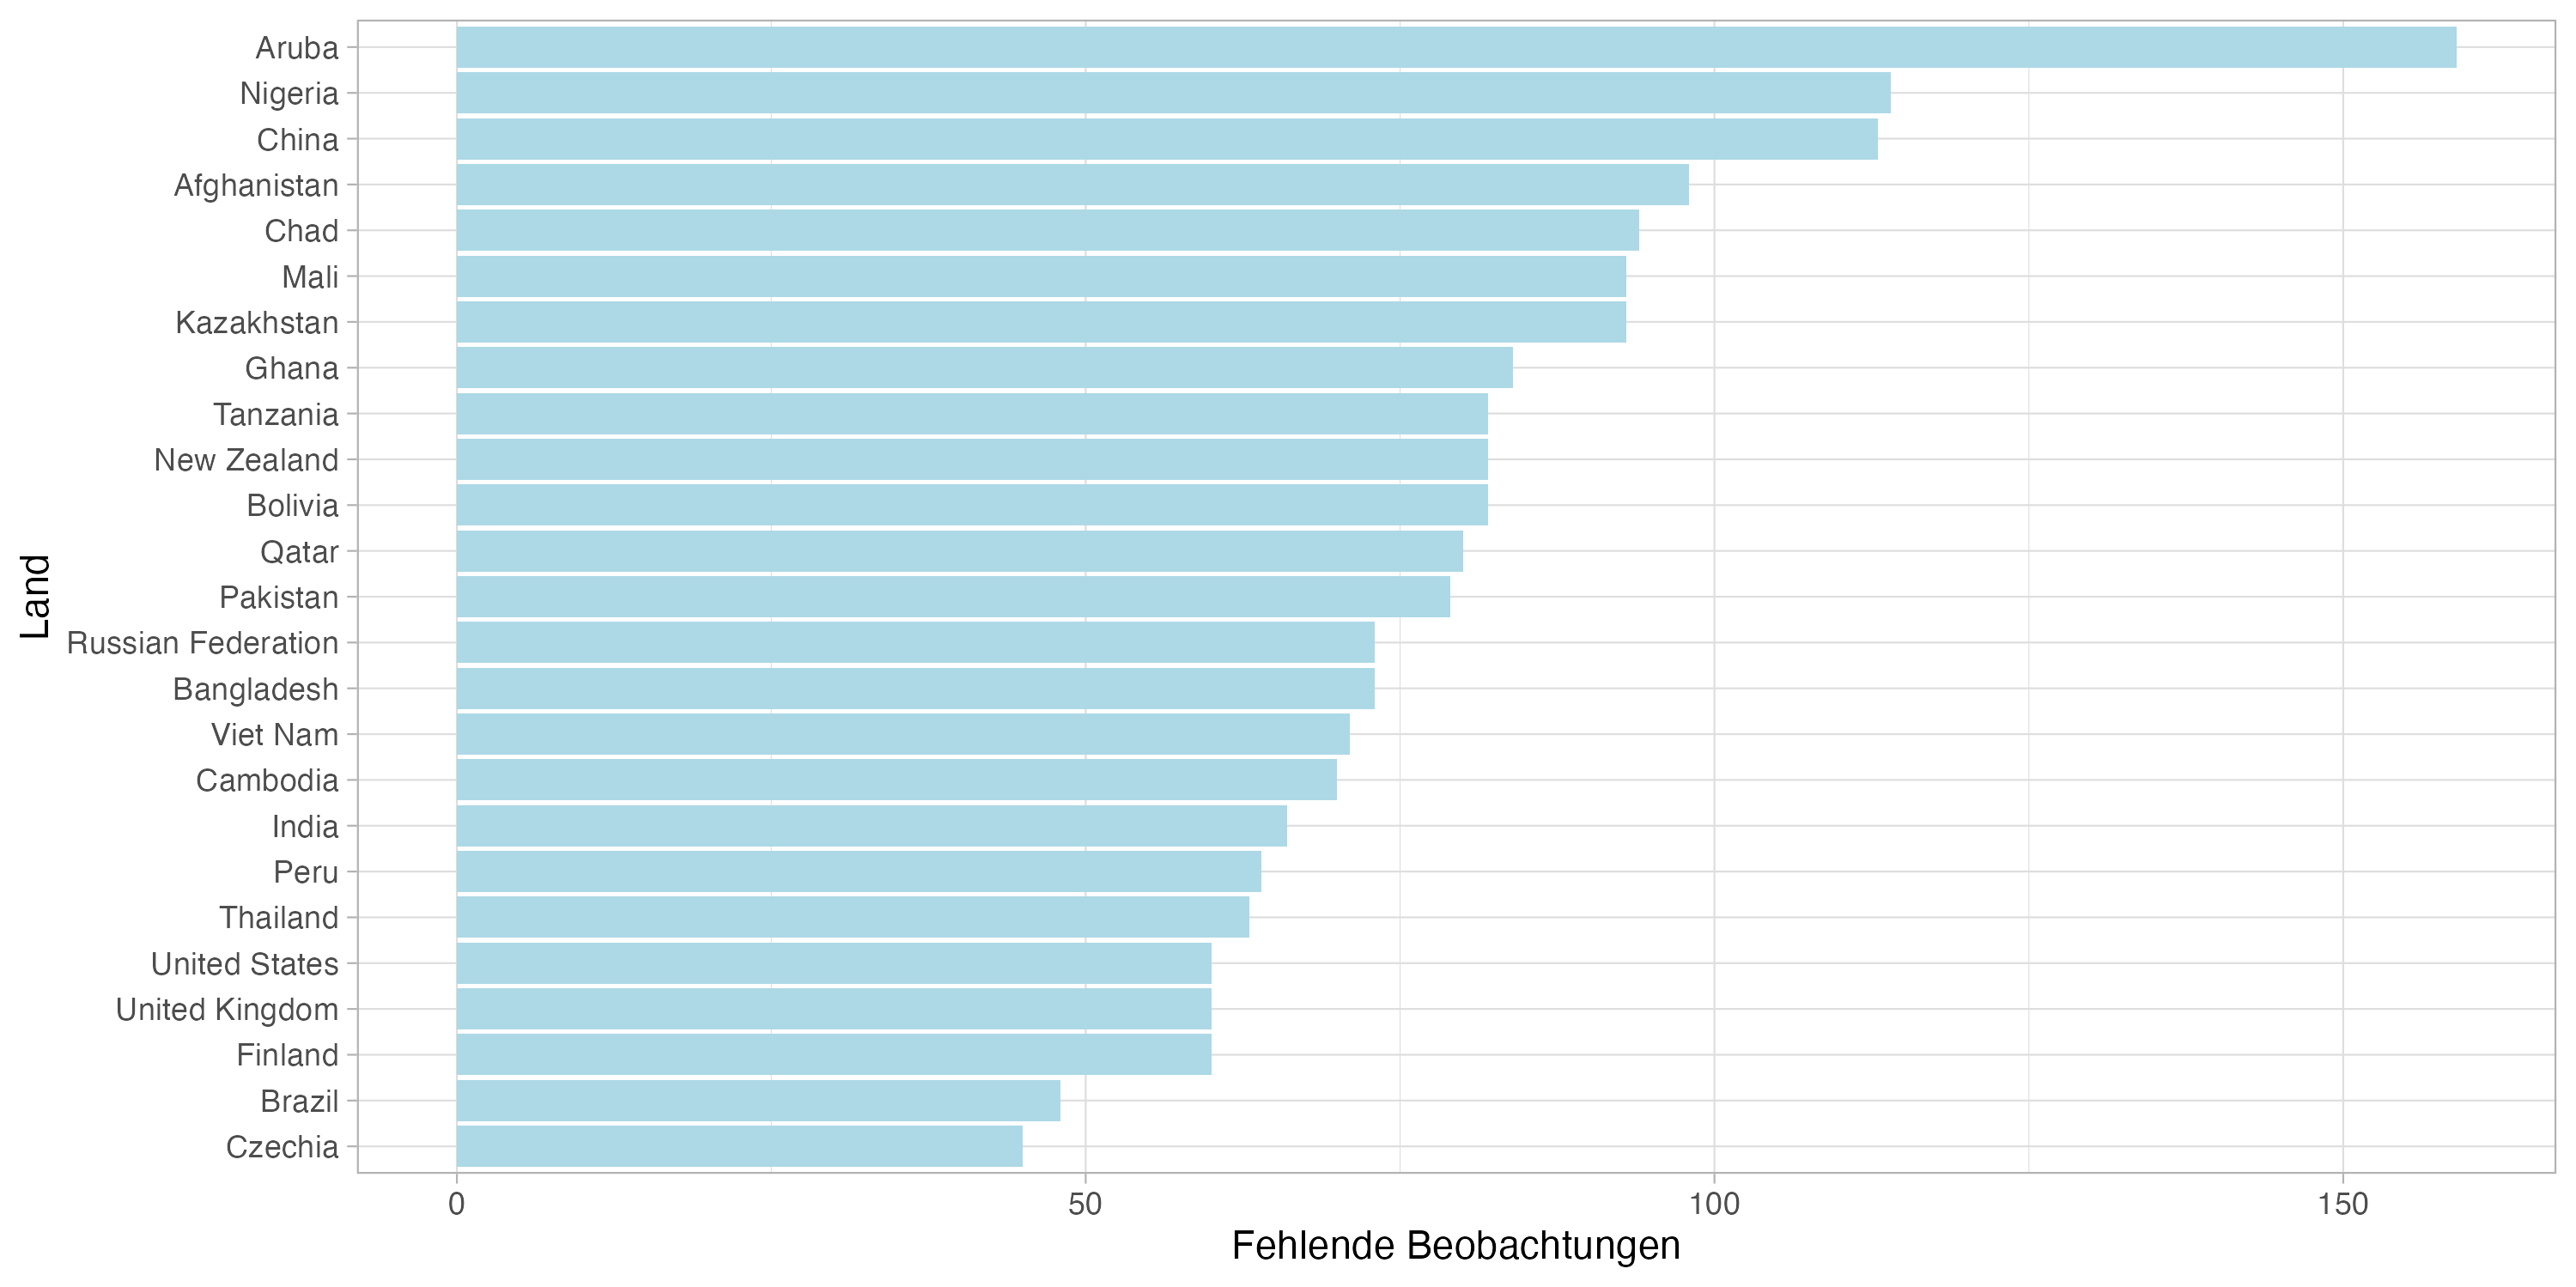 Aruba
Nigeria
China
Afghanistan
Chad
Mali
Kazakhstan
Ghana
Tanzania
New Zealand
Bolivia
Qatar
Pakistan
Russian Federation
Bangladesh
Viet Nam
Cambodia
India
Peru
Thailand
United States
United Kingdom
Finland
Brazil
Czechia
Land
0 50 100 150
Fehlende Beobachtungen